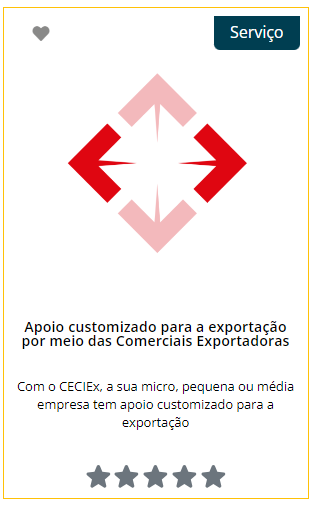 Serviço
Apoio customizado para a exportação
por meio das Comerciais Exportadoras
Com o CECIEx, a sua micro, pequena ou média
empresa tem apoio customizado para a
exportação